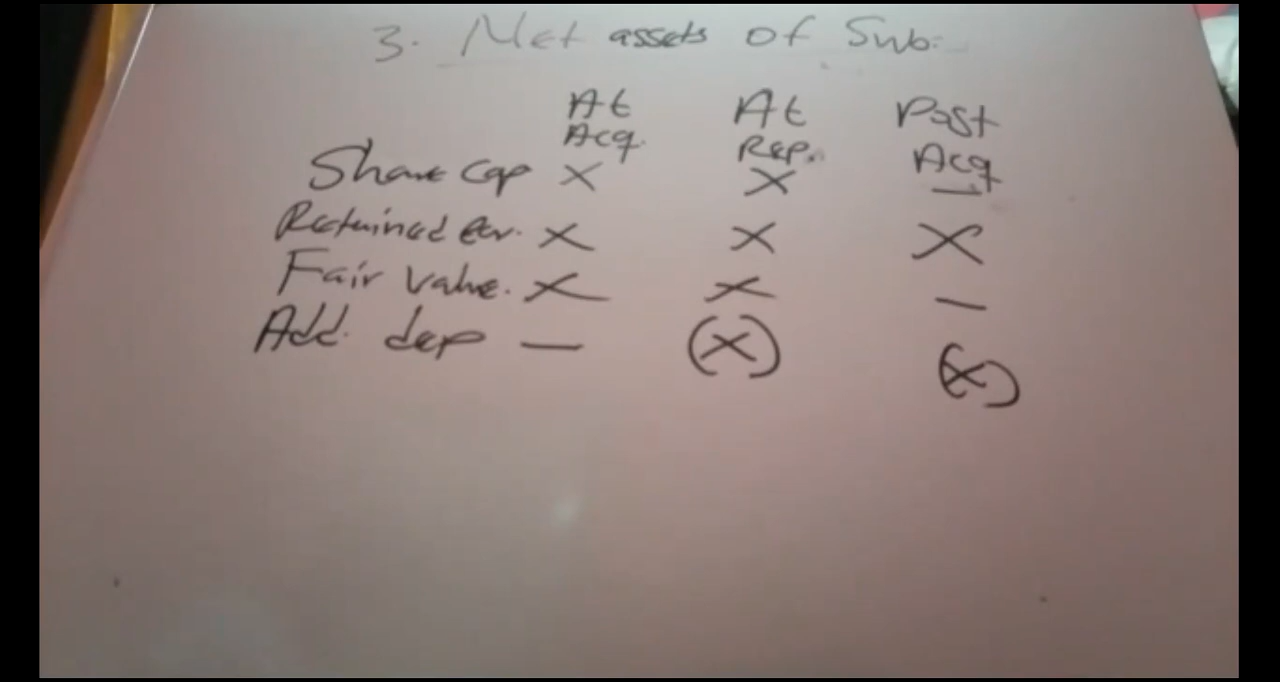 3. Net assets of Sub:
At Acq. At Rep. Post Acq
Share Cap X X —
Retained ear. X X X
Fair value. X X —
Add. dep — (X) (X)